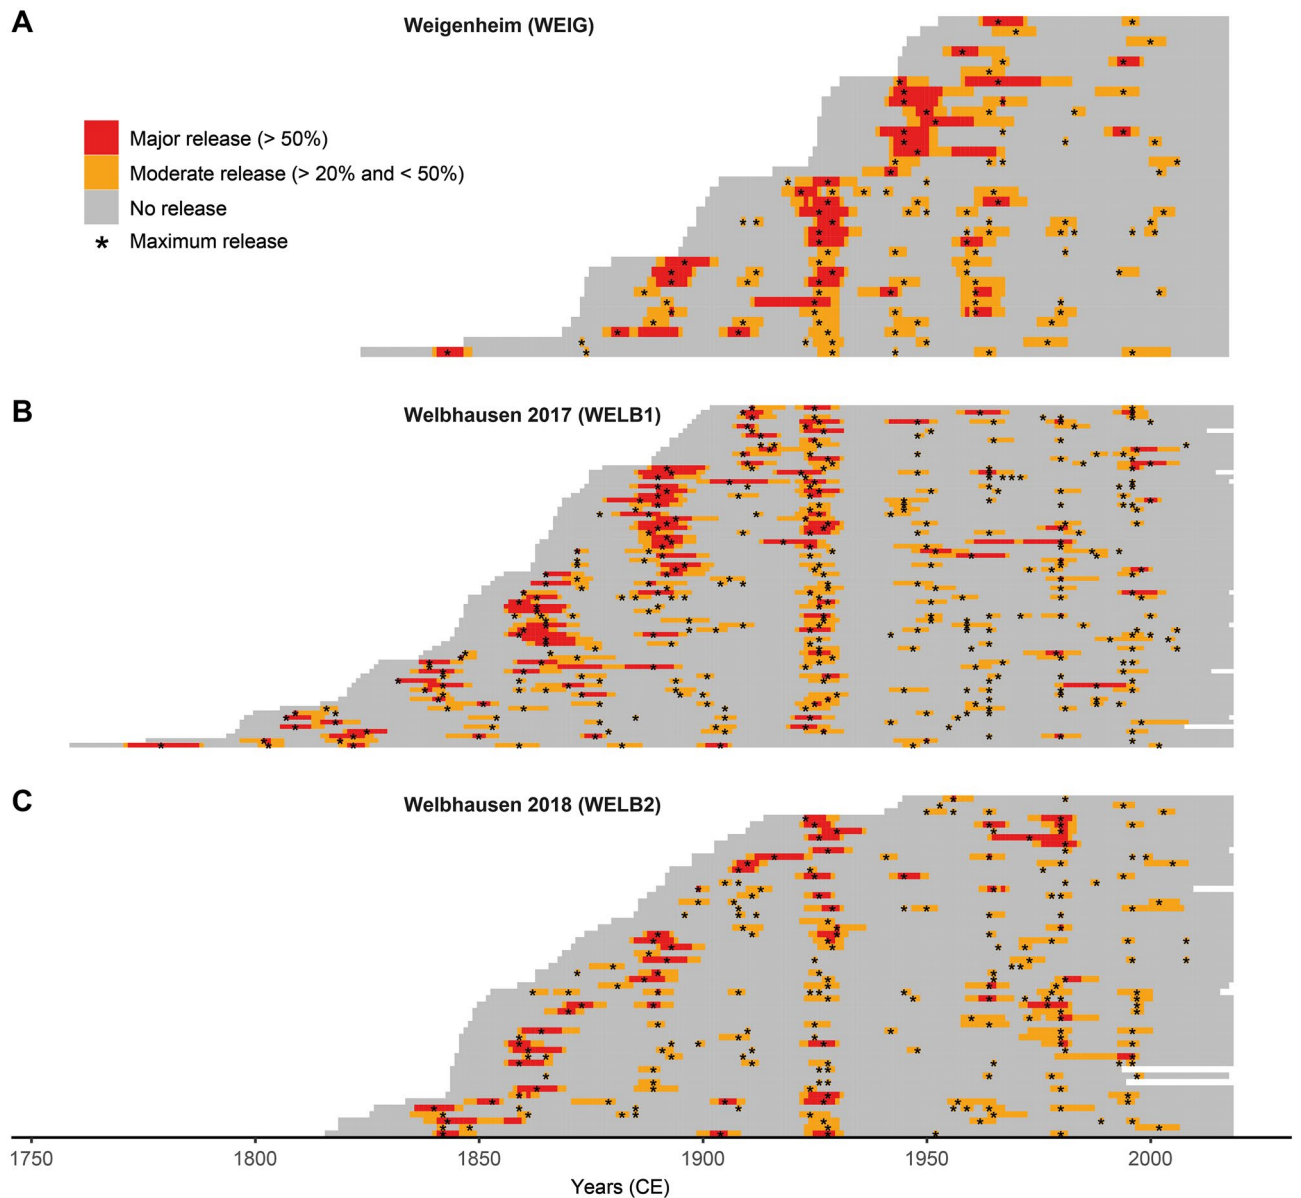 A
Weigenheim (WEIG)
Major release (> 50%)
Moderate release (> 20% and < 50%)
No release
* Maximum release
B
Welbhausen 2017 (WELB1)
C
Welbhausen 2018 (WELB2)
1750 1800 1850 1900 1950 2000
Years (CE)